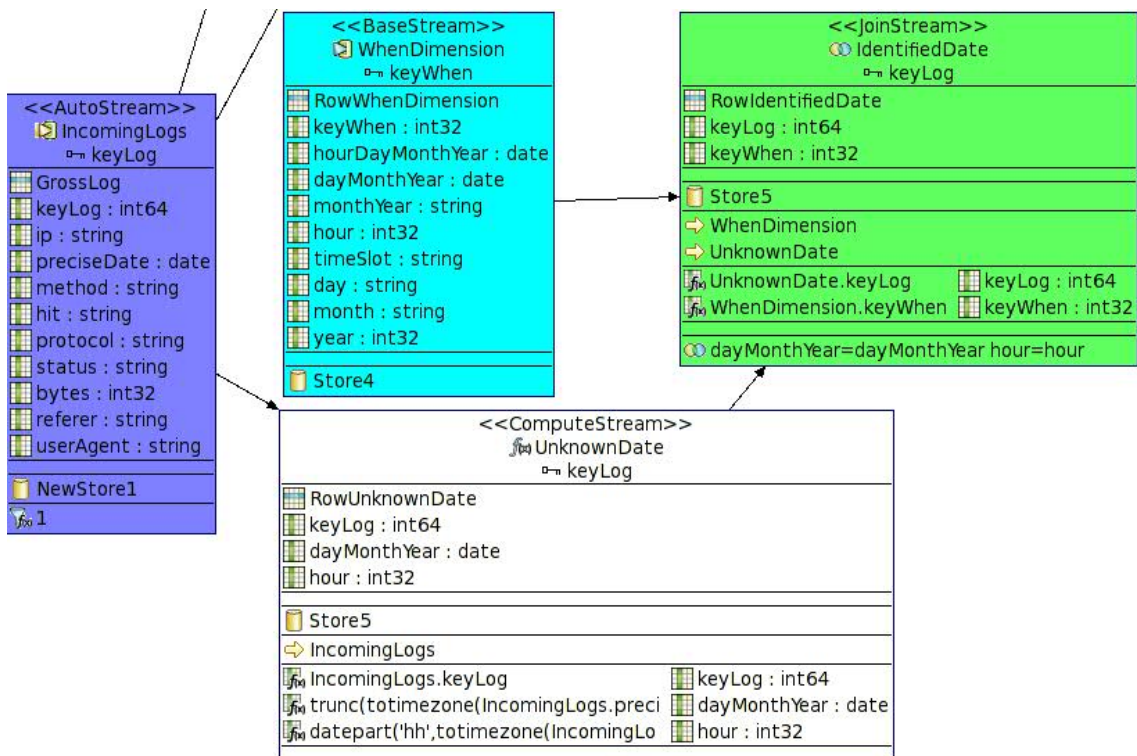 <<AutoStream>>
IncomingLogs
keyLog
GrossLog
keyLog : int64
ip : string
preciseDate : date
method : string
hit : string
protocol : string
status : string
bytes : int32
referer : string
userAgent : string
NewStore1
1
<<BaseStream>>
WhenDimension
keyWhen
RowWhenDimension
keyWhen : int32
hourDayMonthYear : date
dayMonthYear : date
monthYear : string
hour : int32
timeSlot : string
day : string
month : string
year : int32
Store4
<<JoinStream>>
IdentifiedDate
keyLog
RowIdentifiedDate
keyLog : int64
keyWhen : int32
Store5
WhenDimension
UnknownDate
UnknownDate.keyLog keyLog : int64
WhenDimension.keyWhen keyWhen : int32
dayMonthYear=dayMonthYear hour=hour
<<ComputeStream>>
f(x) UnknownDate
keyLog
RowUnknownDate
keyLog : int64
dayMonthYear : date
hour : int32
Store5
IncomingLogs
f(x) IncomingLogs.keyLog keyLog : int64
f(x) trunc(totimezone(IncomingLogs.preci dayMonthYear : date
f(x) datepart('hh',totimezone(IncomingLo hour : int32